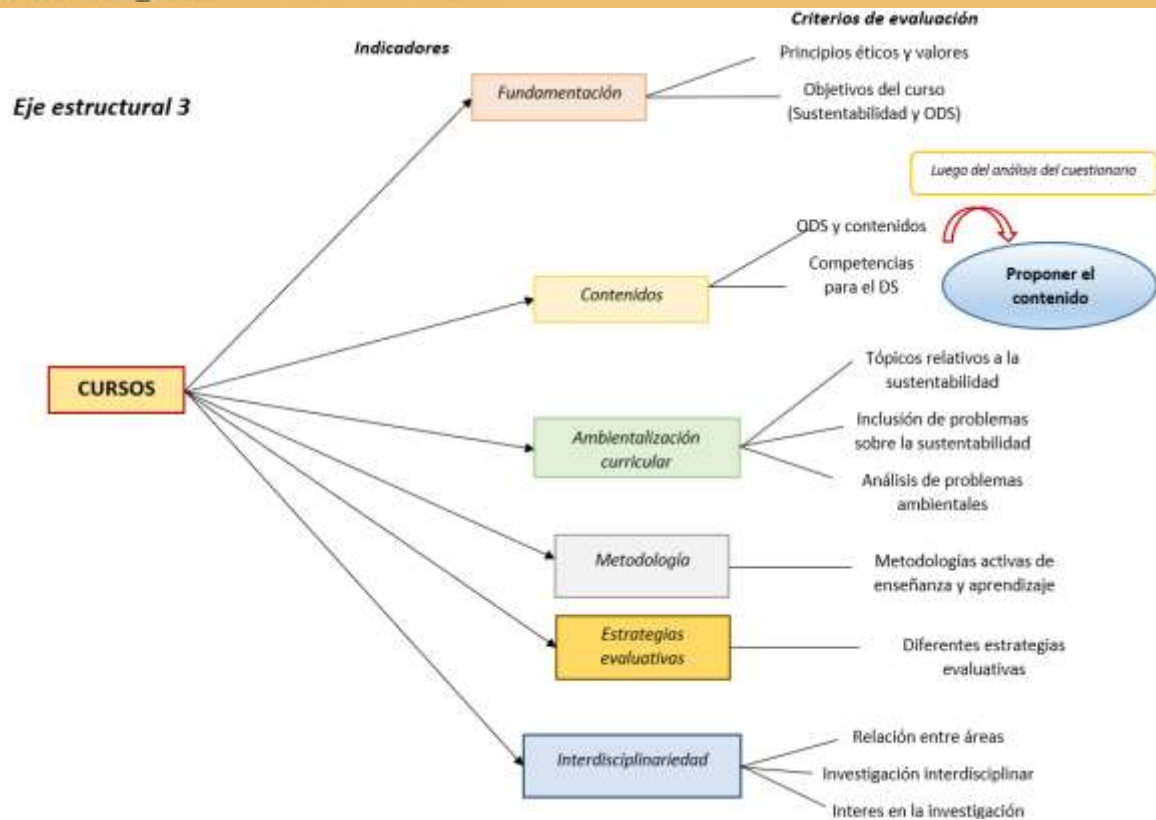 Criterios de evaluación
Indicadores
Principios éticos y valores
Fundamentación
Objetivos del curso
(Sustentabilidad y ODS)
Eje estructural 3
Luego del análisis del cuestionario
ODS y contenidos
Competencias
para el DS
Proponer el
contenido
Contenidos
Tópicos relativos a la
sustentabilidad
CURSOS
Inclusión de problemas
sobre la sustentabilidad
Ambientalización
curricular
Análisis de problemas
ambientales
Metodología
Metodologías activas de
enseñanza y aprendizaje
Estrategias
evaluativas
Diferentes estrategias
evaluativas
Relación entre áreas
Interdisciplinariedad
Investigación interdisciplinar
Interes en la investigación